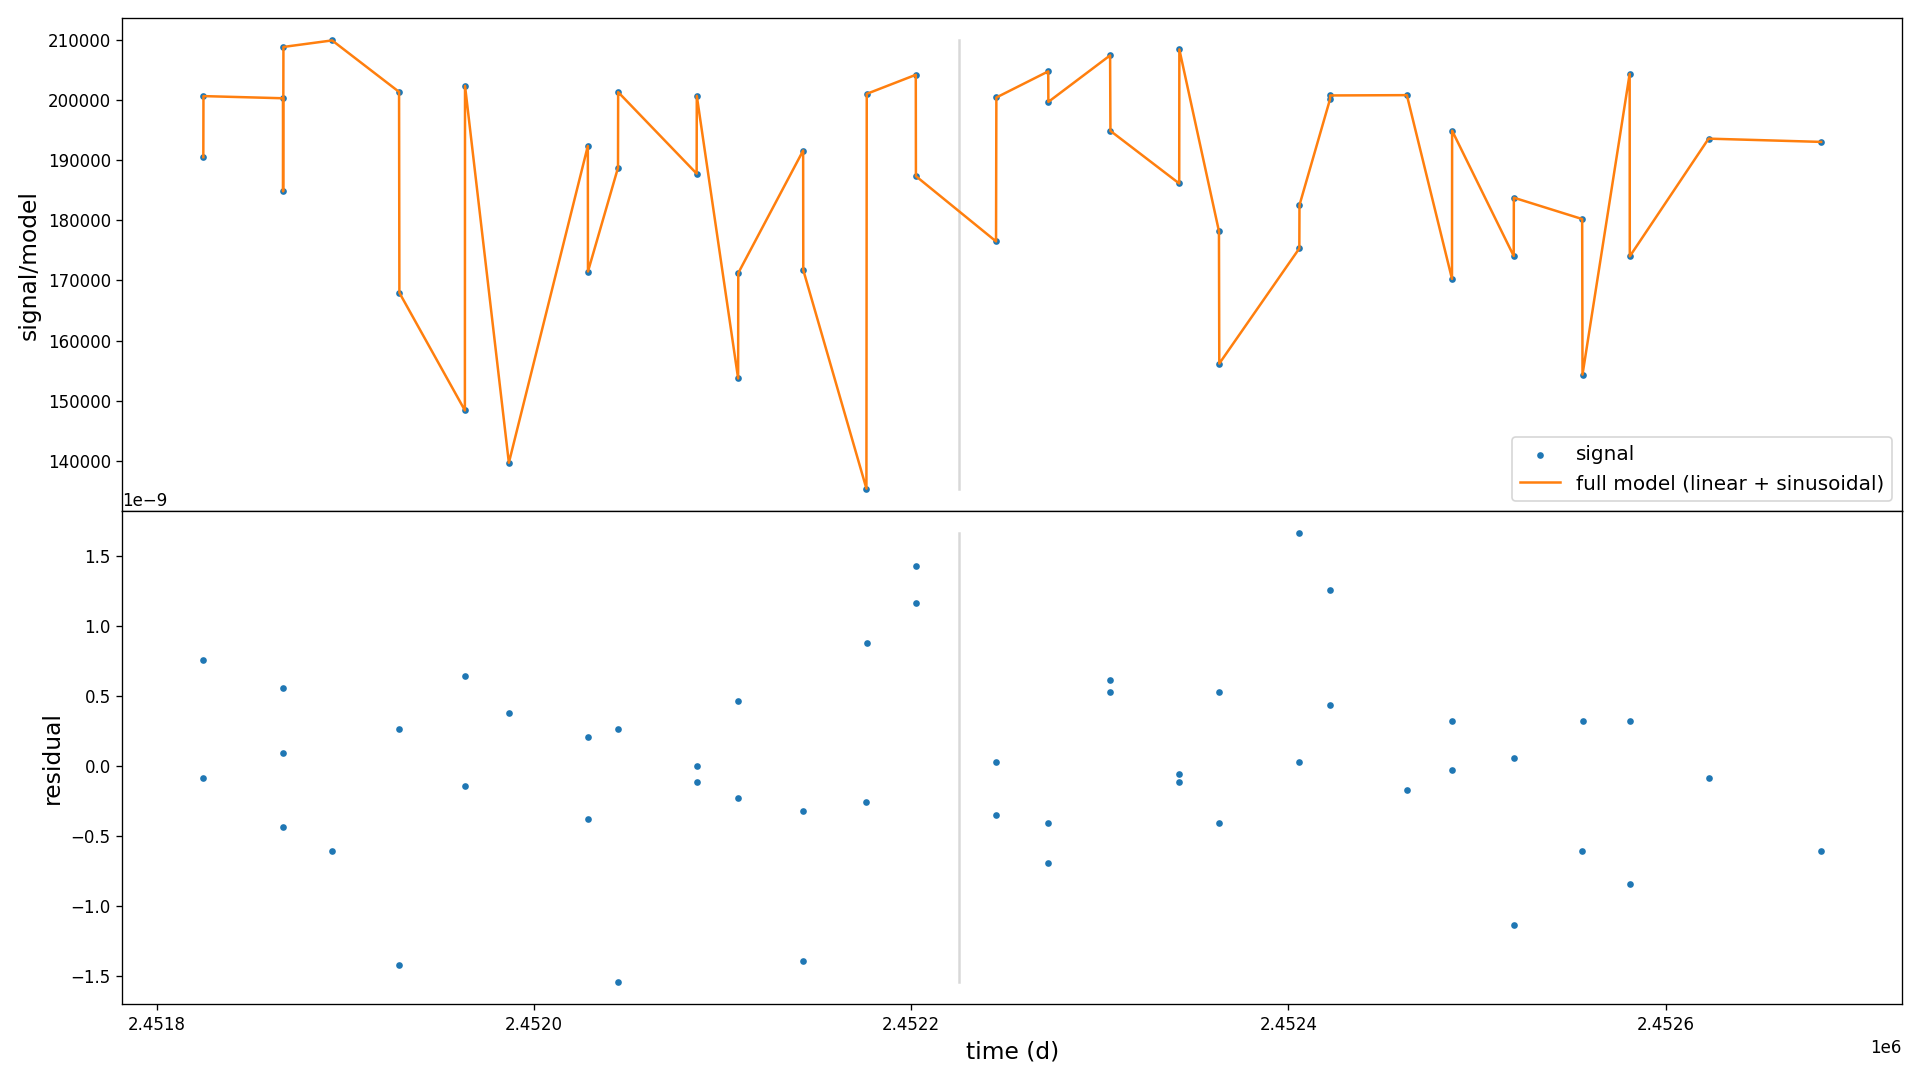 210000
200000
190000
180000
170000
160000
150000
140000
signal/model
signal
full model (linear + sinusoidal)
1e−9
1.5
1.0
0.5
0.0
−0.5
−1.0
−1.5
residual
2.4518
2.4520
2.4522
2.4524
2.4526
1e6
time (d)